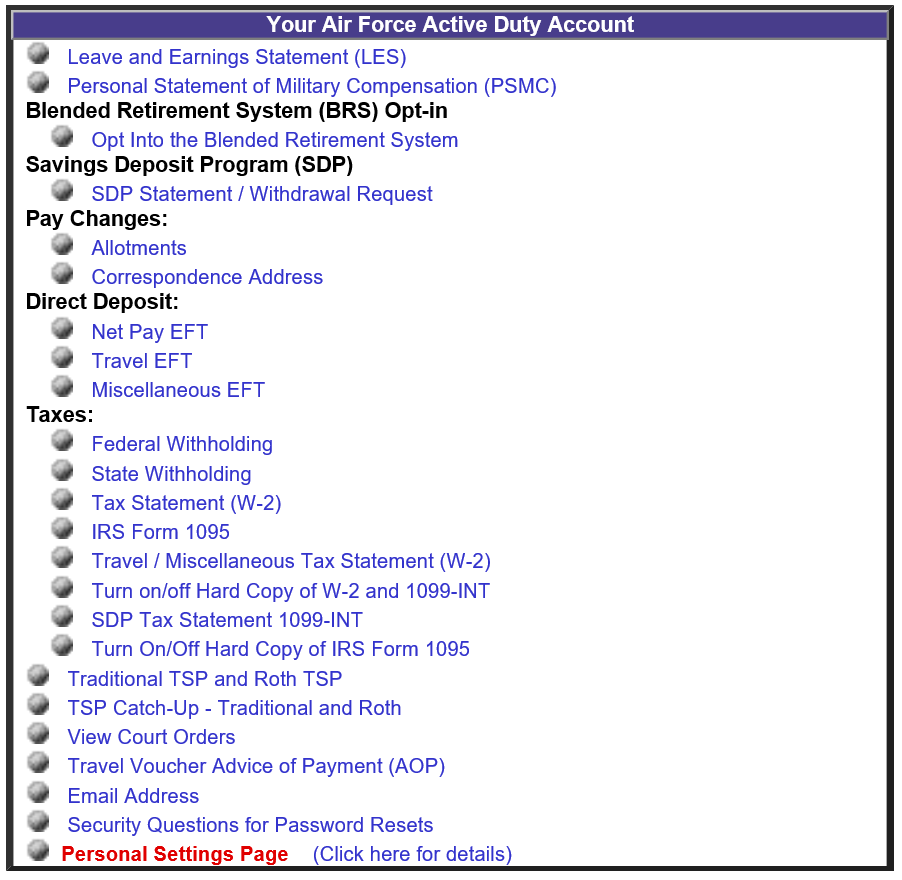 Your Air Force Active Duty Account
Leave and Earnings Statement (LES)
Personal Statement of Military Compensation (PSMC)
Blended Retirement System (BRS) Opt-in
Opt Into the Blended Retirement System
Savings Deposit Program (SDP)
SDP Statement / Withdrawal Request
Pay Changes:
Allotments
Correspondence Address
Direct Deposit:
Net Pay EFT
Travel EFT
Miscellaneous EFT
Taxes:
Federal Withholding
State Withholding
Tax Statement (W-2)
IRS Form 1095
Travel / Miscellaneous Tax Statement (W-2)
Turn on/off Hard Copy of W-2 and 1099-INT
SDP Tax Statement 1099-INT
Turn On/Off Hard Copy of IRS Form 1095
Traditional TSP and Roth TSP
TSP Catch-Up - Traditional and Roth
View Court Orders
Travel Voucher Advice of Payment (AOP)
Email Address
Security Questions for Password Resets
Personal Settings Page (Click here for details)